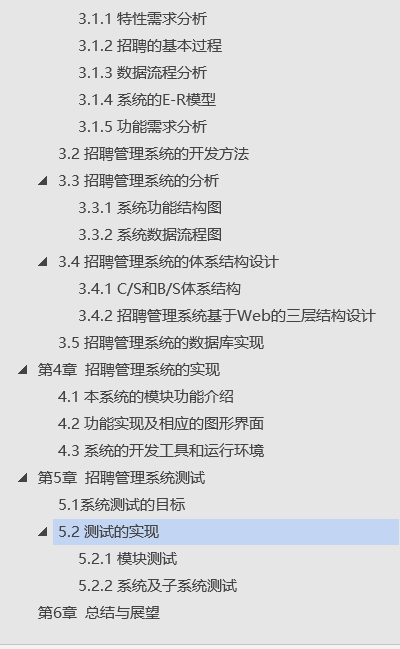 3.1.1 特性需求分析
3.1.2 招聘的基本过程
3.1.3 数据流程分析
3.1.4 系统的E-R模型
3.1.5 功能需求分析
3.2 招聘管理系统的开发方法
3.3 招聘管理系统的分析
3.3.1 系统功能结构图
3.3.2 系统数据流程图
3.4 招聘管理系统的体系结构设计
3.4.1 C/S和B/S体系结构
3.4.2 招聘管理系统基于Web的三层结构设计
3.5 招聘管理系统的数据库实现
第4章 招聘管理系统的实现
4.1 本系统的模块功能介绍
4.2 功能实现及相应的图形界面
4.3 系统的开发工具和运行环境
第5章 招聘管理系统测试
5.1系统测试的目标
5.2 测试的实现
5.2.1 模块测试
5.2.2 系统及子系统测试
第6章 总结与展望